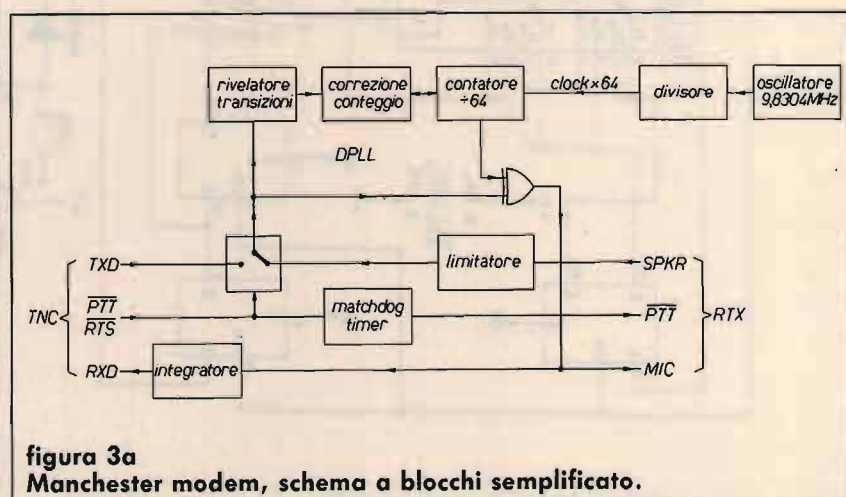 rivelatore
transizioni
correzione
conteggio
contatore
÷64
clock×64
divisore
oscillatore
9,8304MHz
DPLL
TXD
limitatore
SPKR
TNC
PTT
RTS
matchdog
timer
PTT
RTX
RXD
integratore
MIC
figura 3a
Manchester modem, schema a blocchi semplificato.